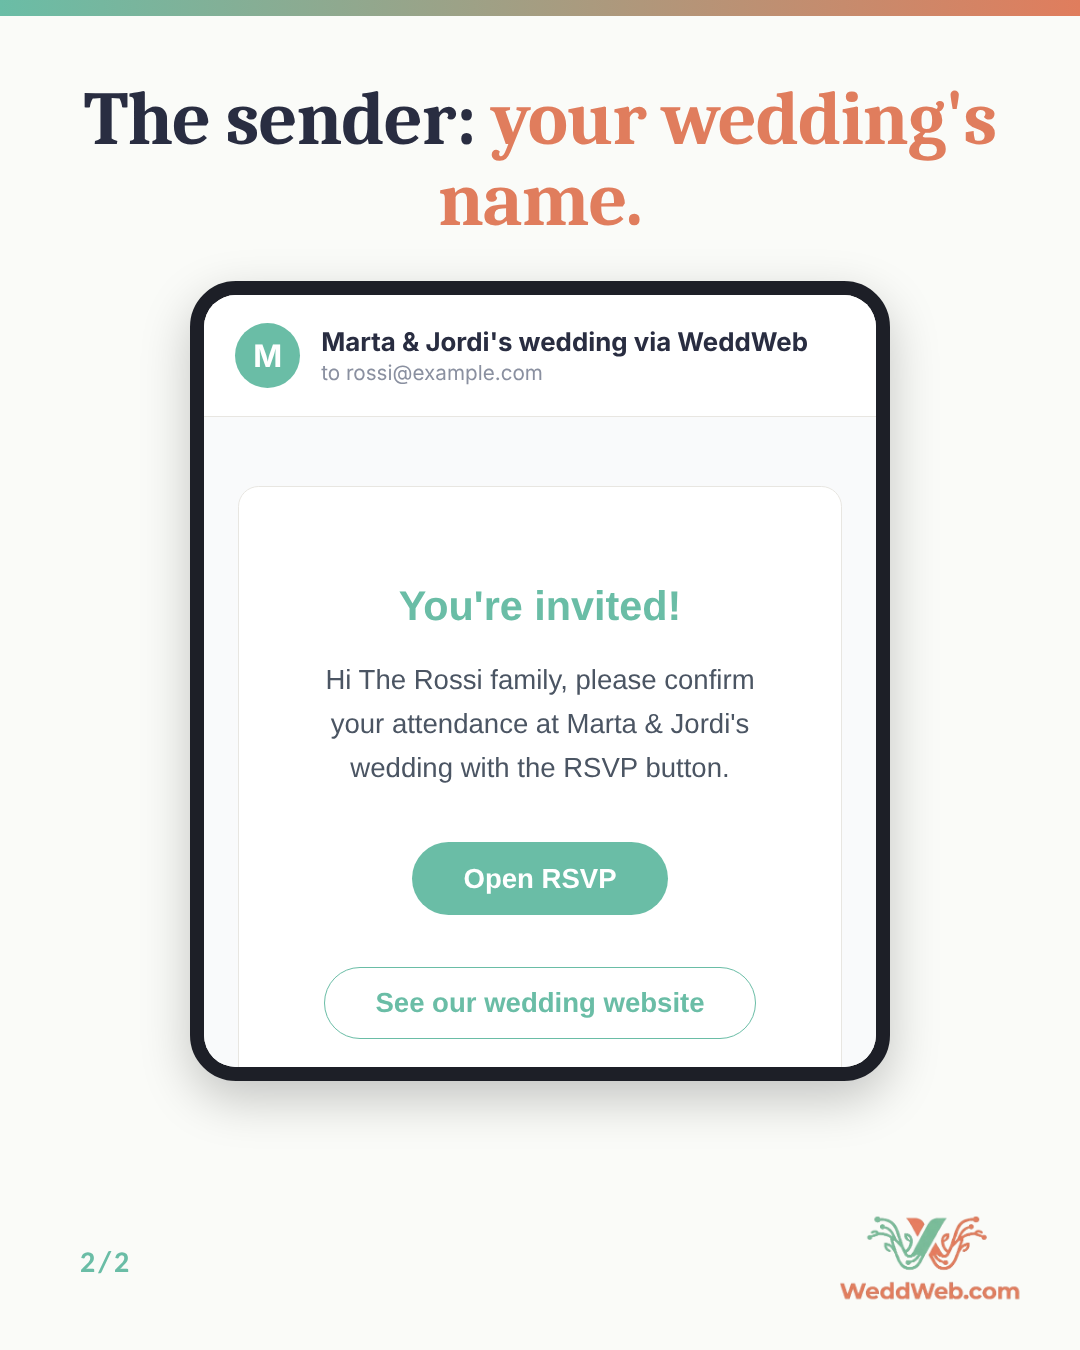 The sender: your wedding's
name.
M
Marta & Jordi's wedding via WeddWeb
to rossi@example.com
You're invited!
Hi The Rossi family, please confirm
your attendance at Marta & Jordi's
wedding with the RSVP button.
Open RSVP
See our wedding website
2/2
WeddWeb.com